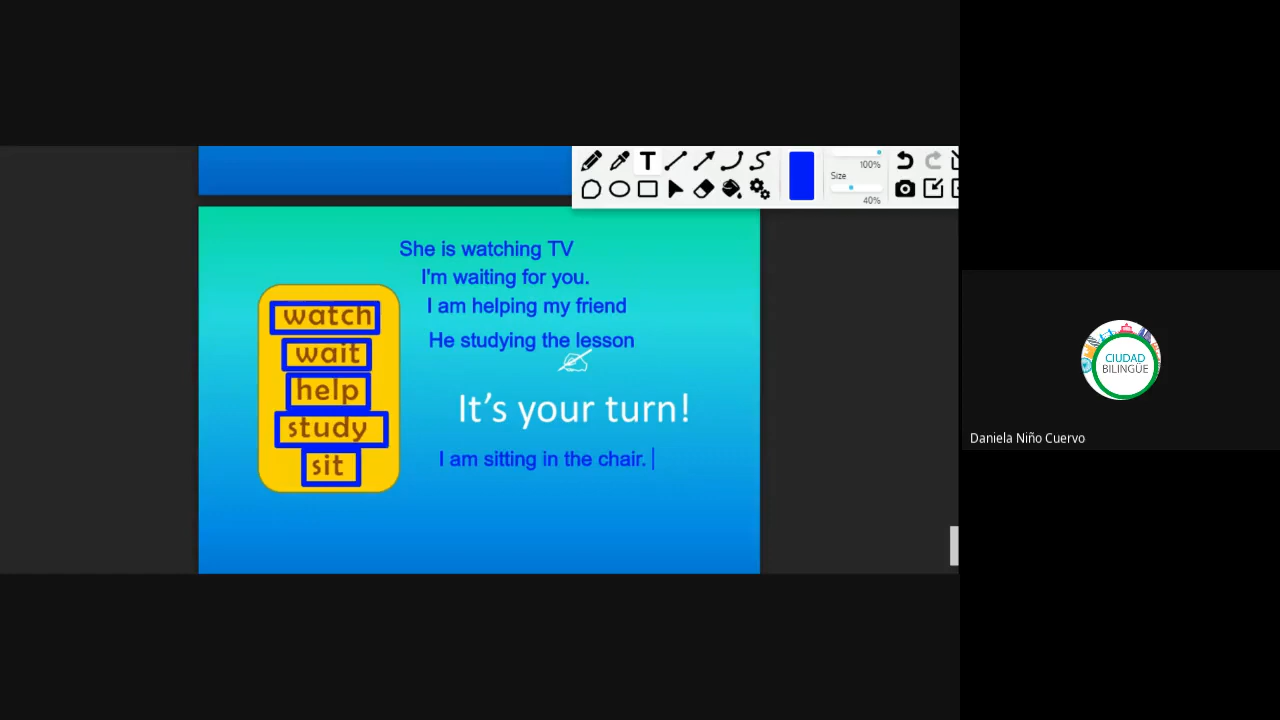 T
100%
Size
40%
She is watching TV
I'm waiting for you.
I am helping my friend
He studying the lesson
watch
wait
help
study
sit
It's your turn!
I am sitting in the chair.
CIUDAD
BILINGÜE
Daniela Niño Cuervo